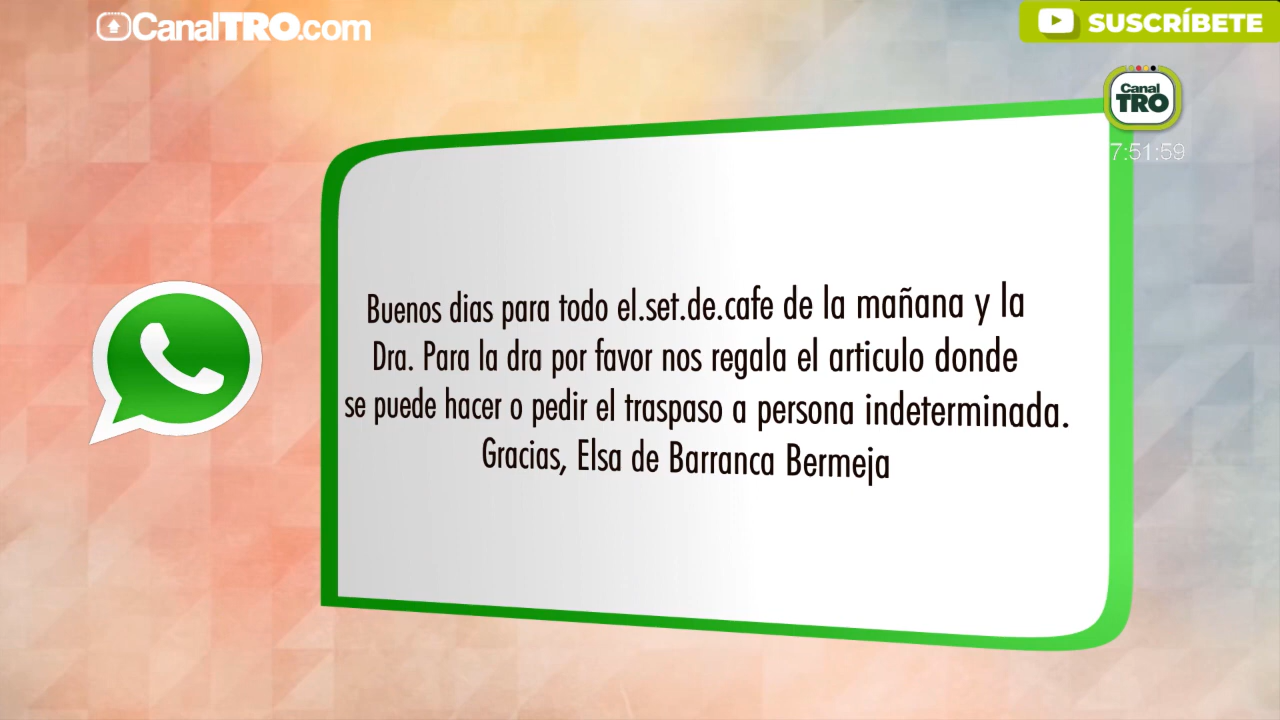 CanalTRO.com
SUSCRÍBETE
Canal
TRO
7:51:59
Buenos dias para todo el.set.de.cafe de la mañana y la
Dra. Para la dra por favor nos regala el articulo donde
se puede hacer o pedir el traspaso a persona indeterminada.
Gracias, Elsa de Barranca Bermeja